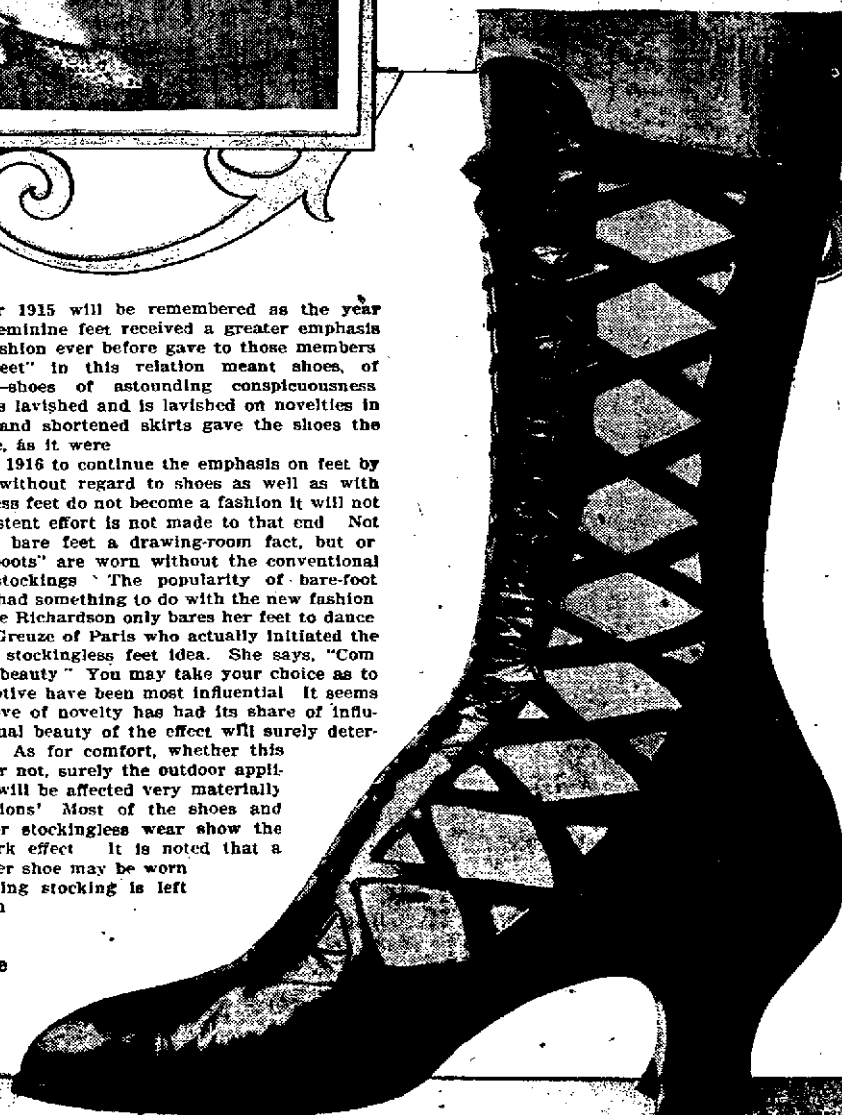 r 1915 will be remembered as the year
eminine feet received a greater emphasis
shion ever before gave to those members
eet" in this relation meant shoes, of
—shoes of astounding conspicuousness
s lavished and is lavished on novelties in
and shortened skirts gave the shoes the
e, as it were
1916 to continue the emphasis on feet by
without regard to shoes as well as with
ess feet do not become a fashion it will not
stent effort is not made to that end Not
bare feet a drawing-room fact, but or
oots" are worn without the conventional
stockings The popularity of bare-foot
had something to do with the new fashion
e Richardson only bares her feet to dance
Greuze of Paris who actually initiated the
stockingless feet idea. She says, "Com
beauty " You may take your choice as to
otive have been most influential It seems
ve of novelty has had its share of influ-
nal beauty of the effect will surely deter-
As for comfort, whether this
r not, surely the outdoor appli-
will be affected very materially
ions' Most of the shoes and
r stockingless wear show the
rk effect It is noted that a
er shoe may be worn
ing stocking is left